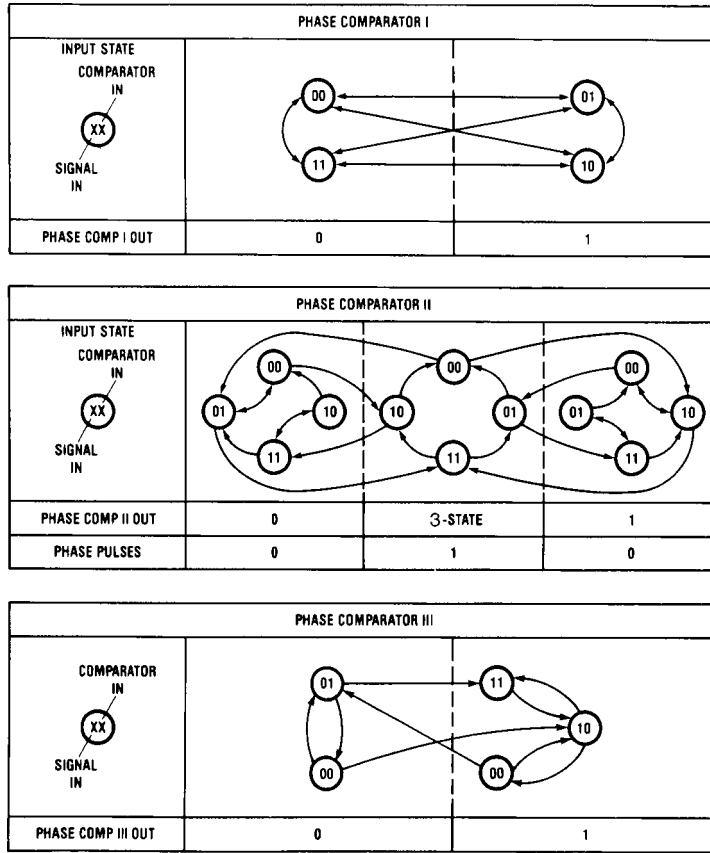 PHASE COMPARATOR I
INPUT STATE
COMPARATOR
IN
XX
SIGNAL
IN
00 01
11 10
PHASE COMP I OUT 0 1
PHASE COMPARATOR II
INPUT STATE
COMPARATOR
IN
XX
SIGNAL
IN
00 00 00
01 10 10 01 01 10
11 11 11
PHASE COMP II OUT 0 3-STATE 1
PHASE PULSES 0 1 0
PHASE COMPARATOR III
COMPARATOR
IN
XX
SIGNAL
IN
01 11
10
00 00
PHASE COMP III OUT 0 1